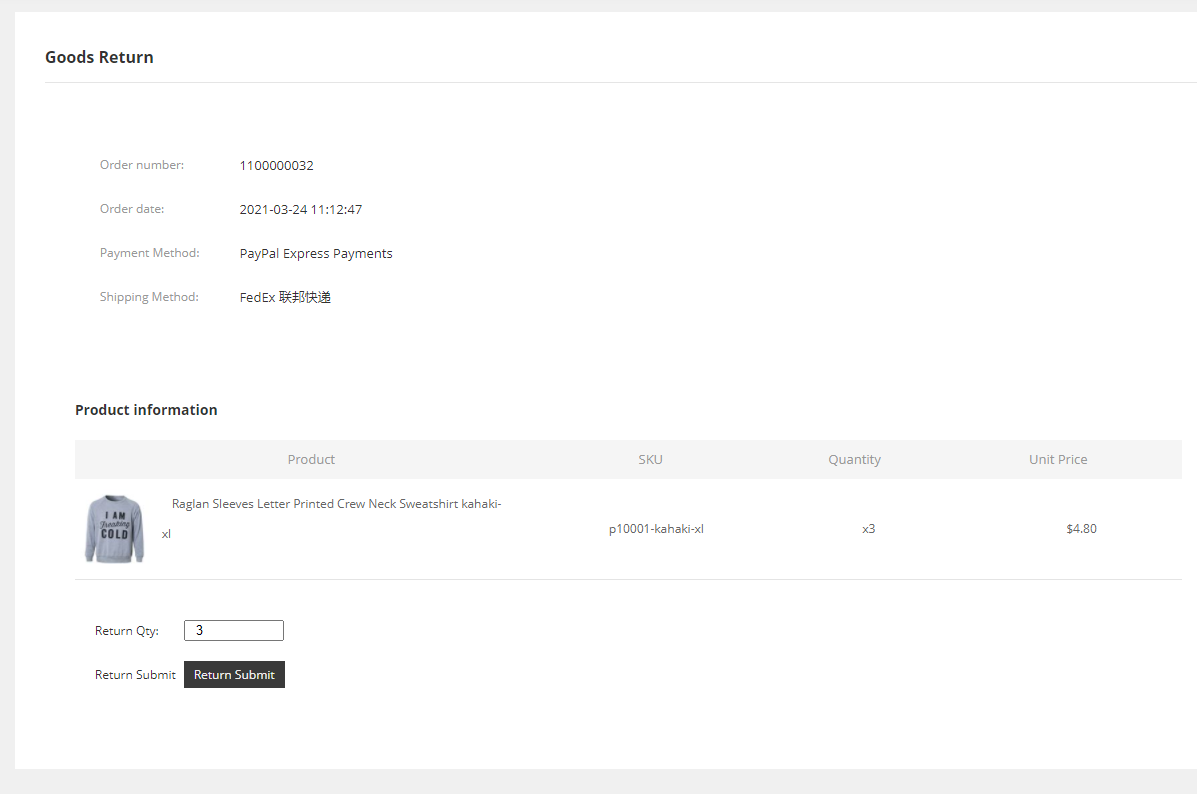 Goods Return
Order number: 1100000032
Order date: 2021-03-24 11:12:47
Payment Method: PayPal Express Payments
Shipping Method: FedEx 联邦快递
Product information
Product SKU Quantity Unit Price
I AM
Freaking
COLD
Raglan Sleeves Letter Printed Crew Neck Sweatshirt kahaki-
xl
p10001-kahaki-xl x3 $4.80
Return Qty: 3
Return Submit Return Submit